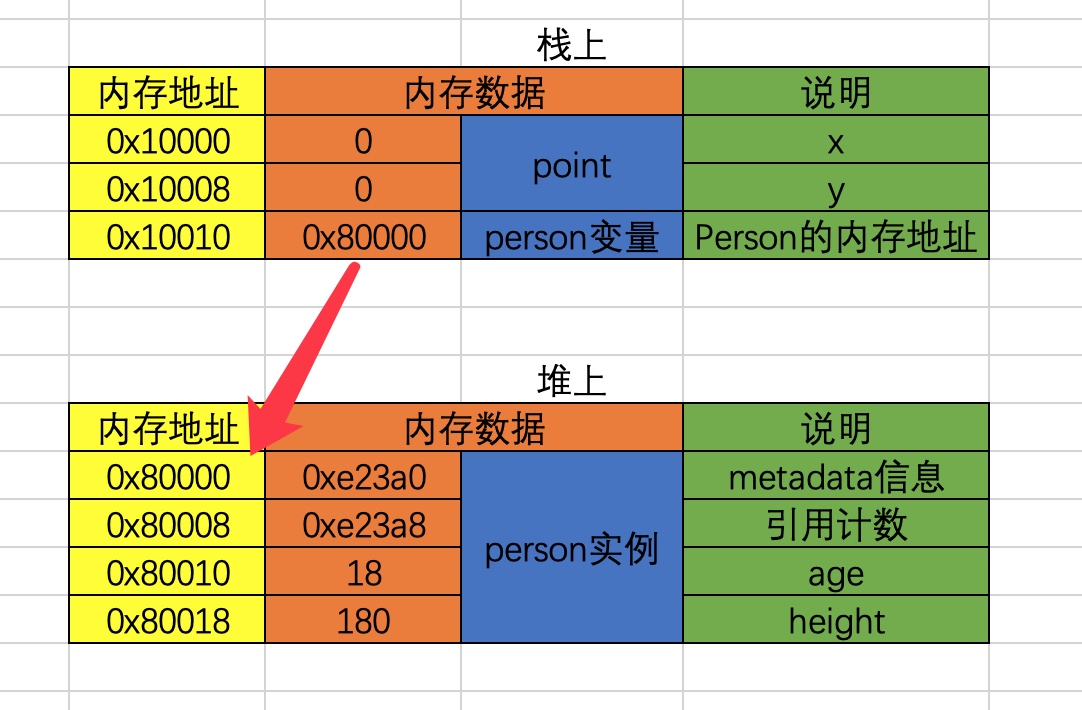 栈上
内存地址 内存数据 说明
0x10000 0 point x
0x10008 0 y
0x10010 0x80000 person变量 Person的内存地址
堆上
内存地址 内存数据 说明
0x80000 0xe23a0 person实例 metadata信息
0x80008 0xe23a8 引用计数
0x80010 18 age
0x80018 180 height